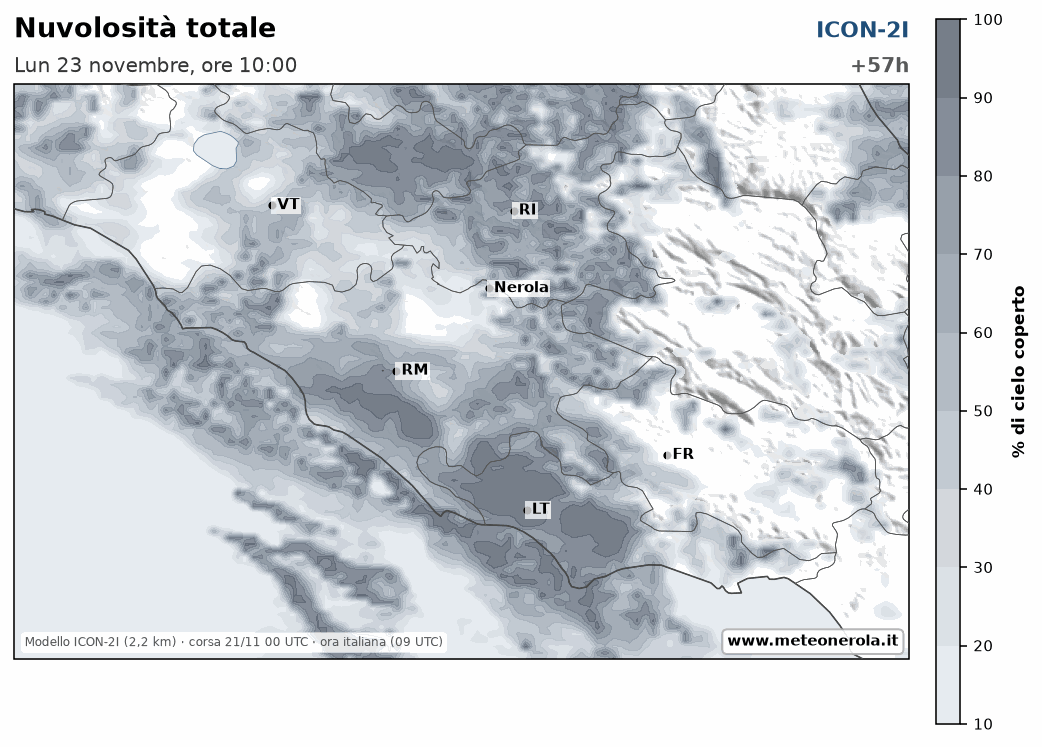 Nuvolosità totale
ICON-2I
Lun 23 novembre, ore 10:00
+57h
100
90
80
70
60
50
40
30
20
10
% di cielo coperto
VT
RI
Nerola
RM
FR
LT
Modello ICON-2I (2,2 km) · corsa 21/11 00 UTC · ora italiana (09 UTC)
www.meteonerola.it